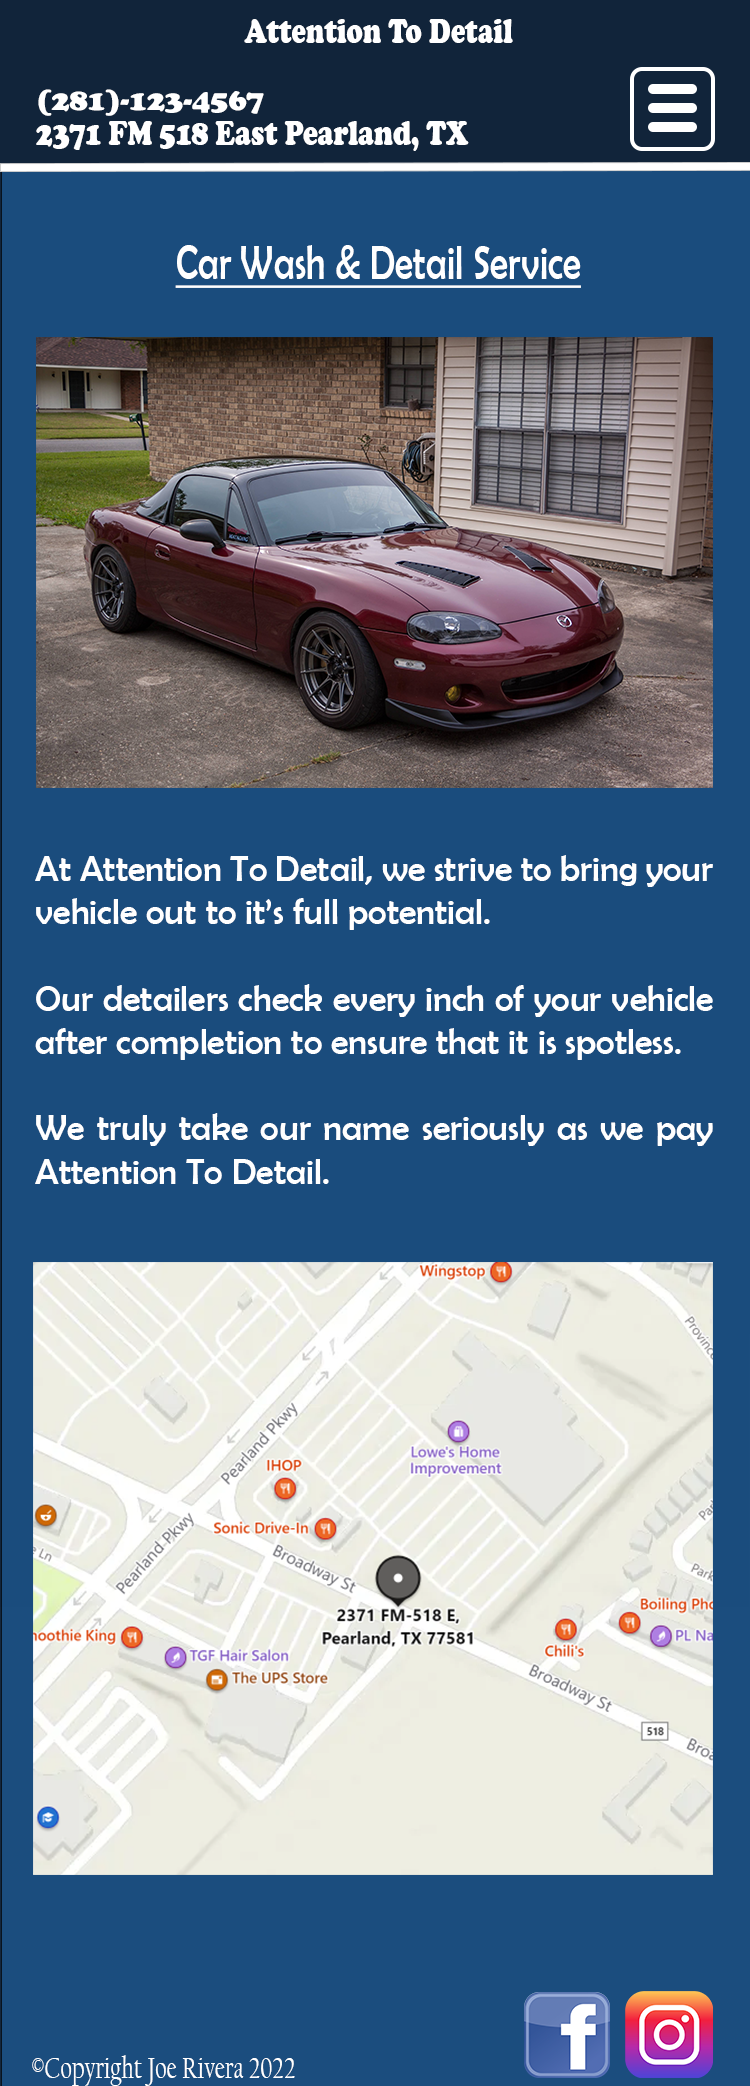 Attention To Detail
(281)-123-4567
2371 FM 518 East Pearland, TX
Car Wash & Detail Service
At Attention To Detail, we strive to bring your
vehicle out to it's full potential.
Our detailers check every inch of your vehicle
after completion to ensure that it is spotless.
We truly take our name seriously as we pay
Attention To Detail.
Wingstop
Provinc
Pearland Pkwy
Lowe's Home
Improvement
IHOP
Sonic Drive-In
Pearland Pkwy
e Ln
Broadway St
Park
2371 FM-518 E,
Pearland, TX 77581
Boiling Pho
moothie King
PL Na
TGF Hair Salon
Chili's
The UPS Store
Broadway St
518
Broa
f
©Copyright Joe Rivera 2022